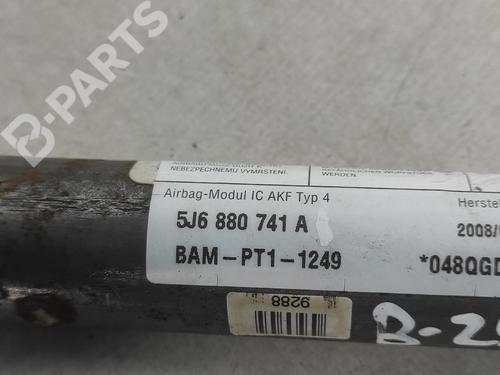 B-PARTS
NEBEZPECHNEMU VYMRSTENI.
WERDEN.
Airbag-Modul IC AKF Typ 4
Herstel
5J6 880 741 A
2008/
BAM-PT1-1249
*048QGD
9288
B-2